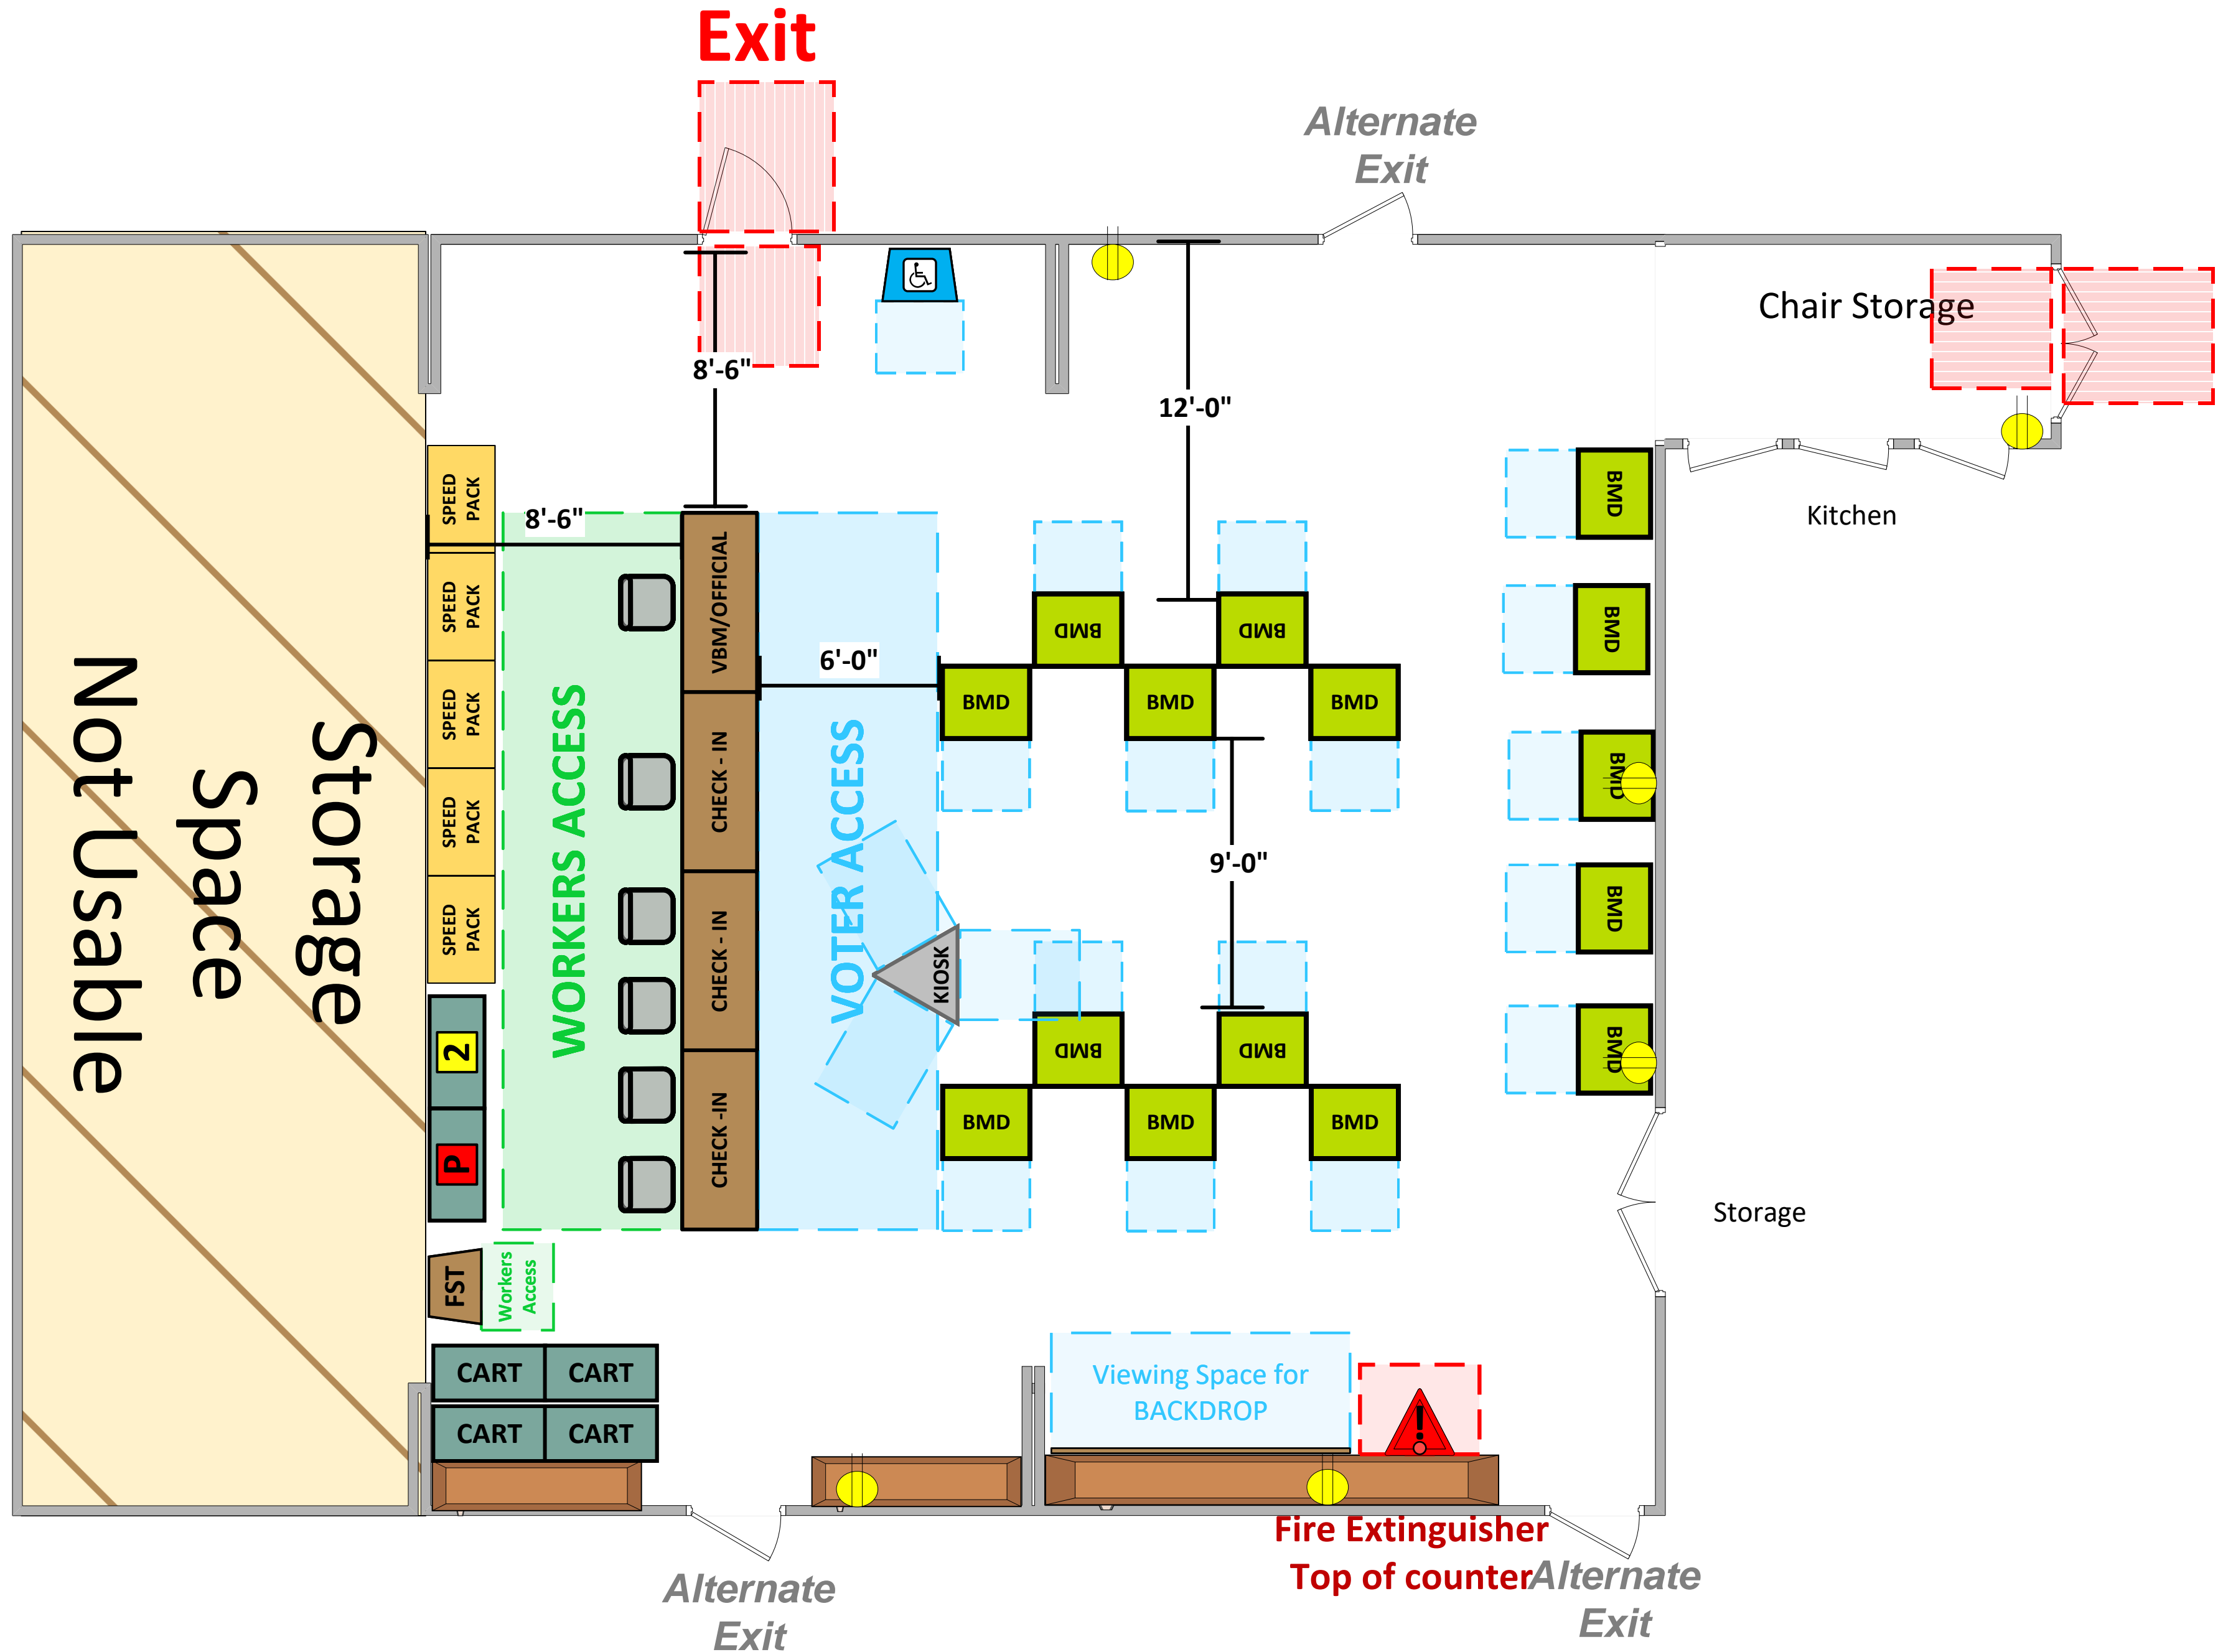 Exit
Alternate
Exit
Chair Storage
8'-6"
12'-0"
Kitchen
8'-6"
SPEED
PACK
SPEED
PACK
SPEED
PACK
SPEED
PACK
SPEED
PACK
Storage
Space
Not Usable
WORKERS ACCESS
VBM/OFFICIAL
CHECK - IN
CHECK - IN
CHECK -IN
VOTER ACCESS
6'-0"
KIOSK
BMD
BMD
BMD
BMD
BMD
9'-0"
BMD
BMD
BMD
BMD
BMD
BMD
BMD
BMD
BMD
BMD
2
P
FST
Workers
Access
Storage
CART
CART
CART
CART
Viewing Space for
BACKDROP
!
Fire Extinguisher
Top of counter
Alternate
Exit
Alternate
Exit